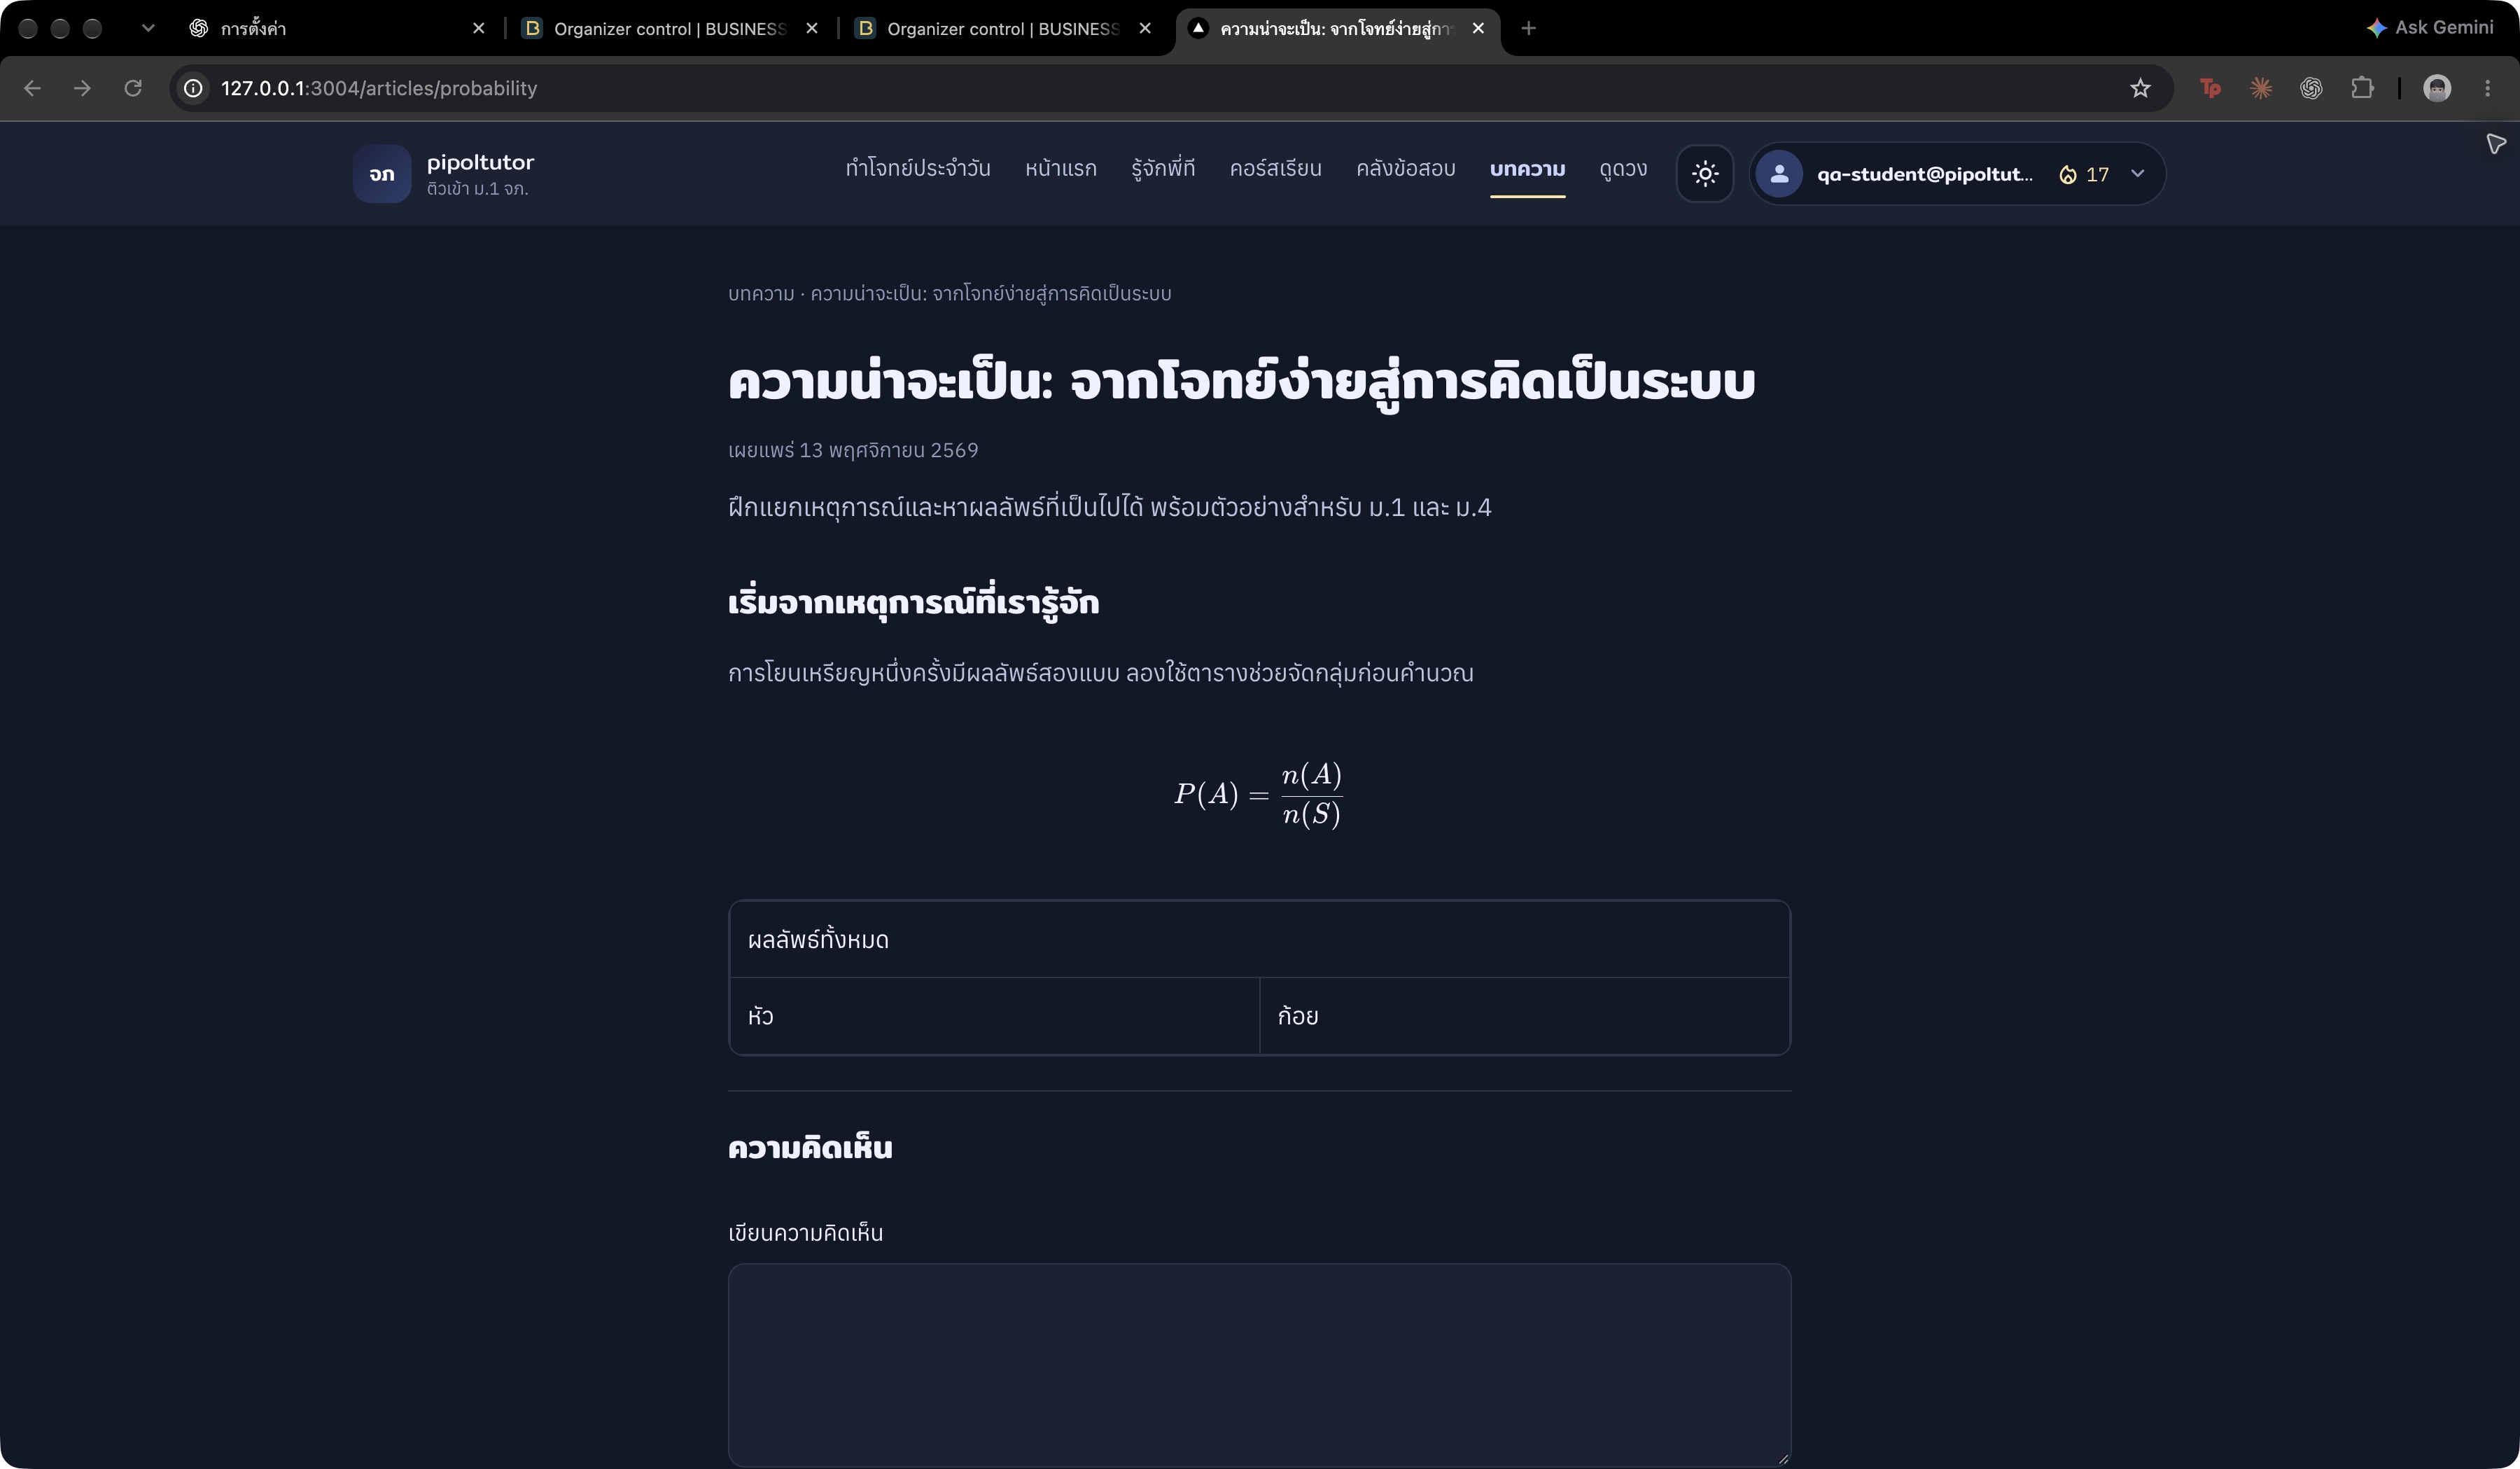 การตั้งค่า
Organizer control | BUSINESS
Organizer control | BUSINESS
ความน่าจะเป็น: จากโจทย์ง่ายสู่กา
Ask Gemini
127.0.0.1:3004/articles/probability
Tp
จภ
pipoltutor
ติวเข้า ม.1 จภ.
ทำโจทย์ประจำวัน
หน้าแรก
รู้จักพี่ที
คอร์สเรียน
คลังข้อสอบ
บทความ
ดูดวง
qa-student@pipoltut...
17
บทความ · ความน่าจะเป็น: จากโจทย์ง่ายสู่การคิดเป็นระบบ
ความน่าจะเป็น: จากโจทย์ง่ายสู่การคิดเป็นระบบ
เผยแพร่ 13 พฤศจิกายน 2569
ฝึกแยกเหตุการณ์และหาผลลัพธ์ที่เป็นไปได้ พร้อมตัวอย่างสำหรับ ม.1 และ ม.4
เริ่มจากเหตุการณ์ที่เรารู้จัก
การโยนเหรียญหนึ่งครั้งมีผลลัพธ์สองแบบ ลองใช้ตารางช่วยจัดกลุ่มก่อนคำนวณ
P(A) = n(A)/n(S)
ผลลัพธ์ทั้งหมด
หัว
ก้อย
ความคิดเห็น
เขียนความคิดเห็น